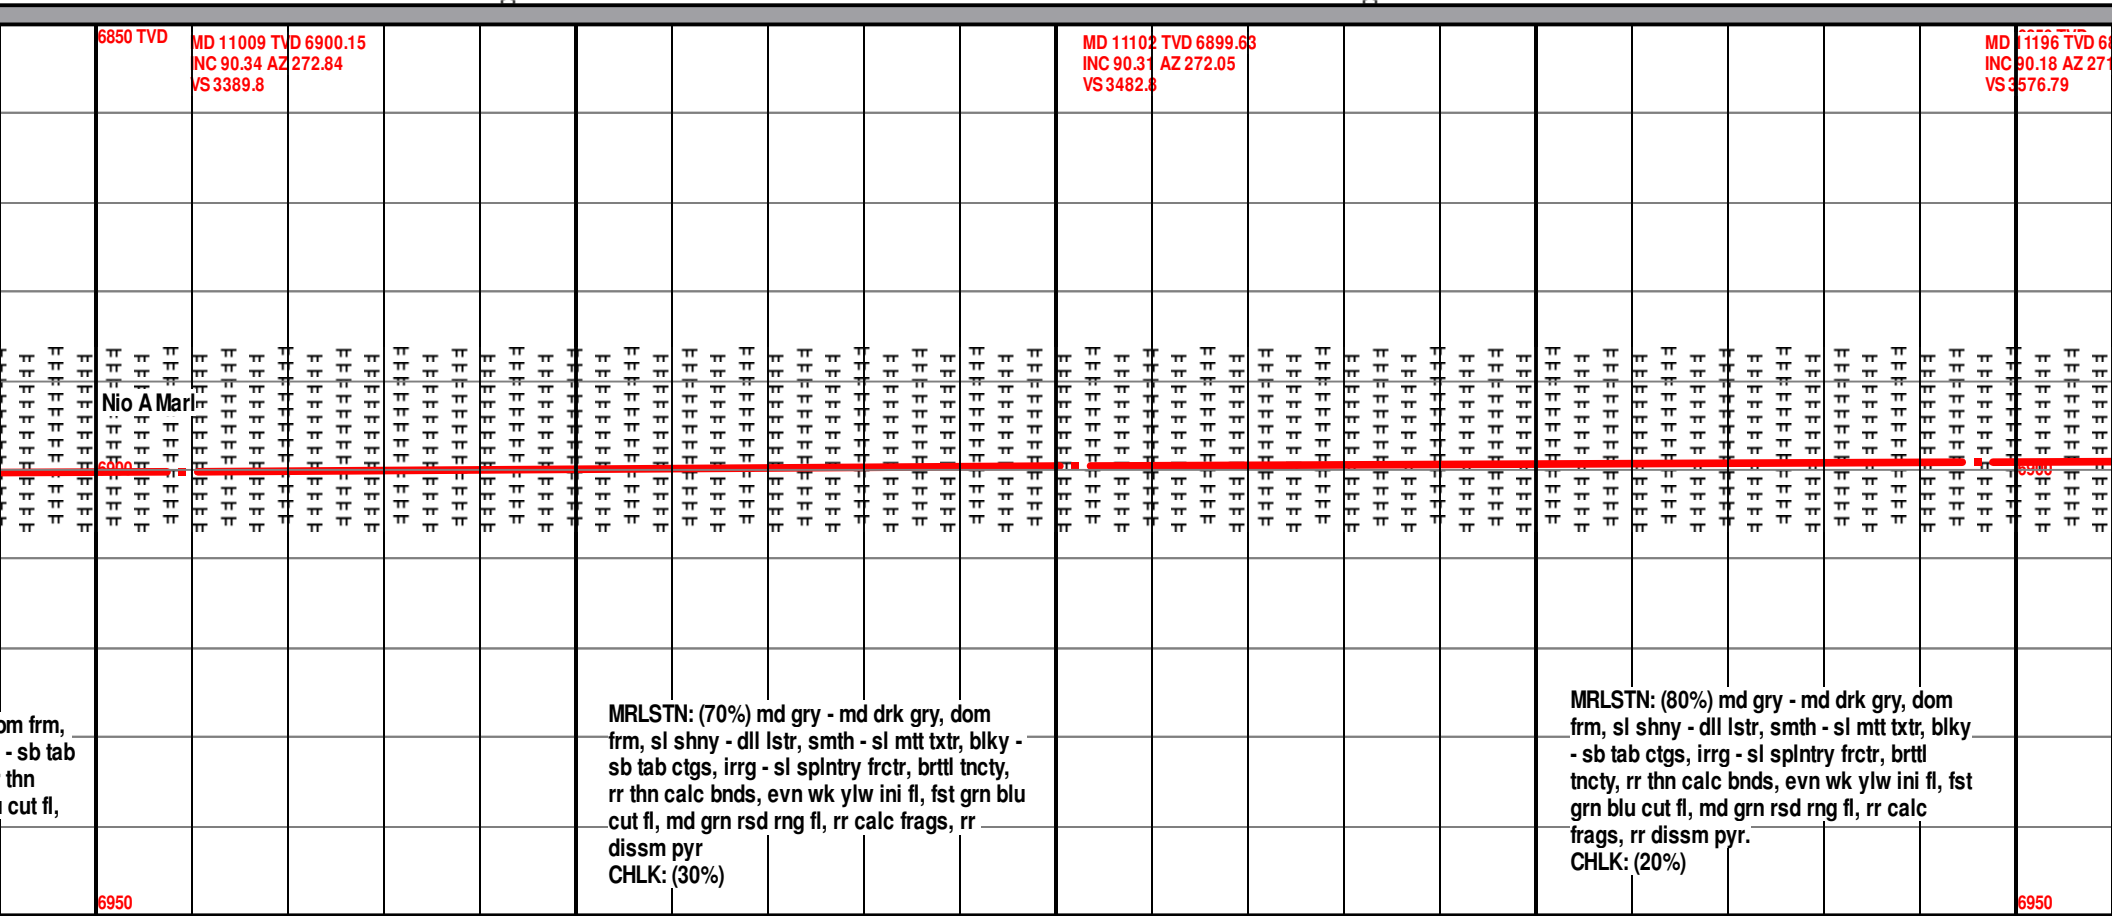 6850 TVD
MD 11009 TVD 6900.15
INC 90.34 AZ 272.84
VS 3389.8
MD 11102 TVD 6899.63
INC 90.31 AZ 272.05
VS 3482.8
MD 11196 TVD 68
INC 90.18 AZ 271
VS 3576.79
Nio A Marl
6900
6900
om frm,
- sb tab
thn
cut fl,
MRLSTN: (70%) md gry - md drk gry, dom
frm, sl shny - dll lstr, smth - sl mtt txtr, blky -
sb tab ctgs, irrg - sl splntry frctr, brttl tncty,
rr thn calc bnds, evn wk ylw ini fl, fst grn blu
cut fl, md grn rsd rng fl, rr calc frags, rr
dissm pyr
CHLK: (30%)
MRLSTN: (80%) md gry - md drk gry, dom
frm, sl shny - dll lstr, smth - sl mtt txtr, blky
- sb tab ctgs, irrg - sl splntry frctr, brttl
tncty, rr thn calc bnds, evn wk ylw ini fl, fst
grn blu cut fl, md grn rsd rng fl, rr calc
frags, rr dissm pyr.
CHLK: (20%)
6950
6950